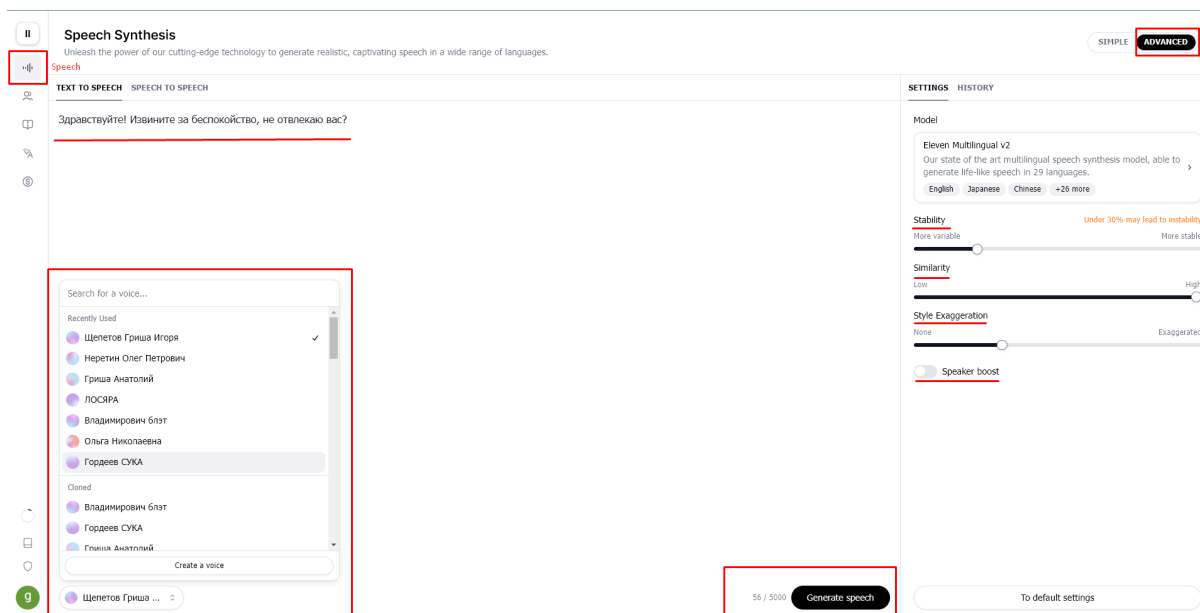 Speech Synthesis
Unleash the power of our cutting-edge technology to generate realistic, captivating speech in a wide range of languages.
SIMPLE ADVANCED
Speech
TEXT TO SPEECH SPEECH TO SPEECH
SETTINGS HISTORY
Здравствуйте! Извините за беспокойство, не отвлекаю вас?
Model
Eleven Multilingual v2
Our state of the art multilingual speech synthesis model, able to
generate life-like speech in 29 languages.
English Japanese Chinese +26 more
Stability Under 30% may lead to instability
More variable More stable
Similarity
Low High
Style Exaggeration
None Exaggerated
Speaker boost
Search for a voice...
Recently Used
Щепетов Гриша Игоря
Неретин Олег Петрович
Гриша Анатолий
ЛОСЯРА
Владимирович блэт
Ольга Николаевна
Гордеев СУКА
Cloned
Владимирович блэт
Гордеев СУКА
Гриша Анатолий
Create a voice
g
Щепетов Гриша ...
56 / 5000 Generate speech
To default settings